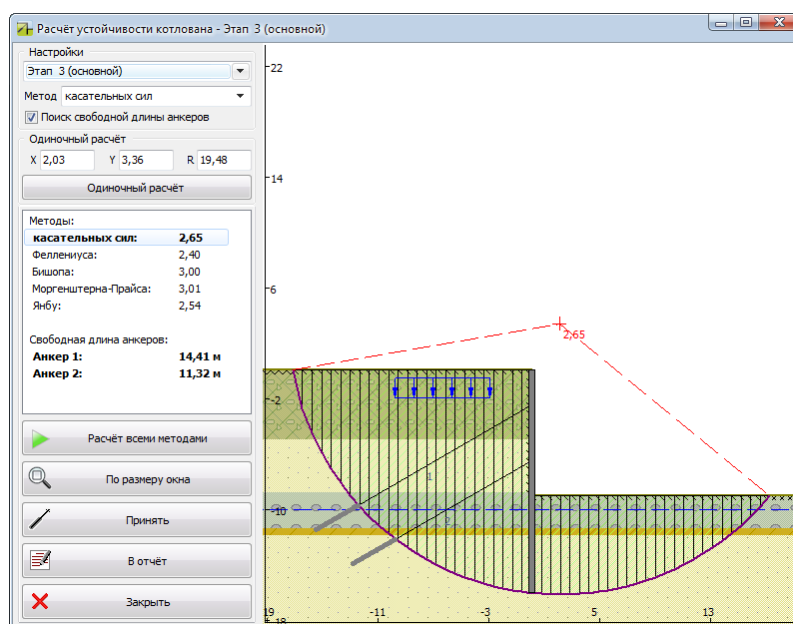 Расчёт устойчивости котлована - Этап 3 (основной)
Настройки
Этап 3 (основной)
Метод касательных сил
Поиск свободной длины анкеров
Одиночный расчёт
X 2,03 Y 3,36 R 19,48
Одиночный расчёт
Методы:
касательных сил: 2,65
Феллениуса: 2,40
Бишопа: 3,00
Моргенштерна-Прайса: 3,01
Янбу: 2,54
Свободная длина анкеров:
Анкер 1: 14,41 м
Анкер 2: 11,32 м
Расчёт всеми методами
По размеру окна
Принять
В отчёт
Закрыть
22
14
6
2,65
-2
1
-10
2
19 -11 -3 5 13
-18